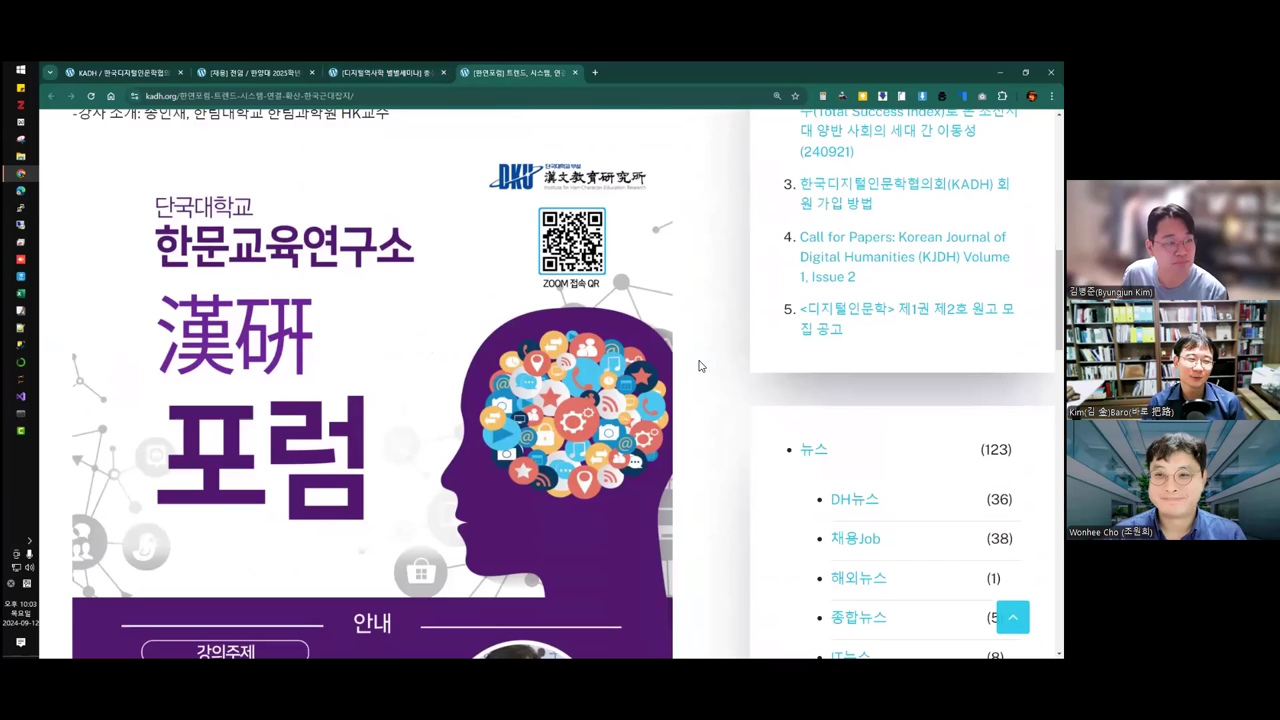 KADH / 한국디지털인문학협의
[채용] 전임 / 한양대 2025학년
[디지털역사학 별별세미나]
[한연포럼] 트렌드, 시스템, 연결
kadh.org/한연포럼-트렌드-시스템-연결-확산-한국근대잡지/
-강사 소개: 송인재, 한림대학교 한림과학원 HK교수
DKU
漢文敎育硏究所
Institute for Han-Character Education Research
단국대학교
한문교육연구소
ZOOM 접속 QR
漢硏
포럼
안내
강의주제
수(Total Success Index)로 본 조선시
대 양반 사회의 세대 간 이동성
(240921)
3. 한국디지털인문학협의회(KADH) 회
원 가입 방법
4. Call for Papers: Korean Journal of
Digital Humanities (KJDH) Volume
1, Issue 2
5. <디지털인문학> 제1권 제2호 원고 모
집 공고
뉴스 (123)
DH뉴스 (36)
채용Job (38)
해외뉴스 (1)
종합뉴스
IT뉴스 (8)
오후 10:03
목요일
2024-09-12
김병준(Byungjun Kim)
Kim(김 金)Baro(바로 把路)
Wonhee Cho (조원희)